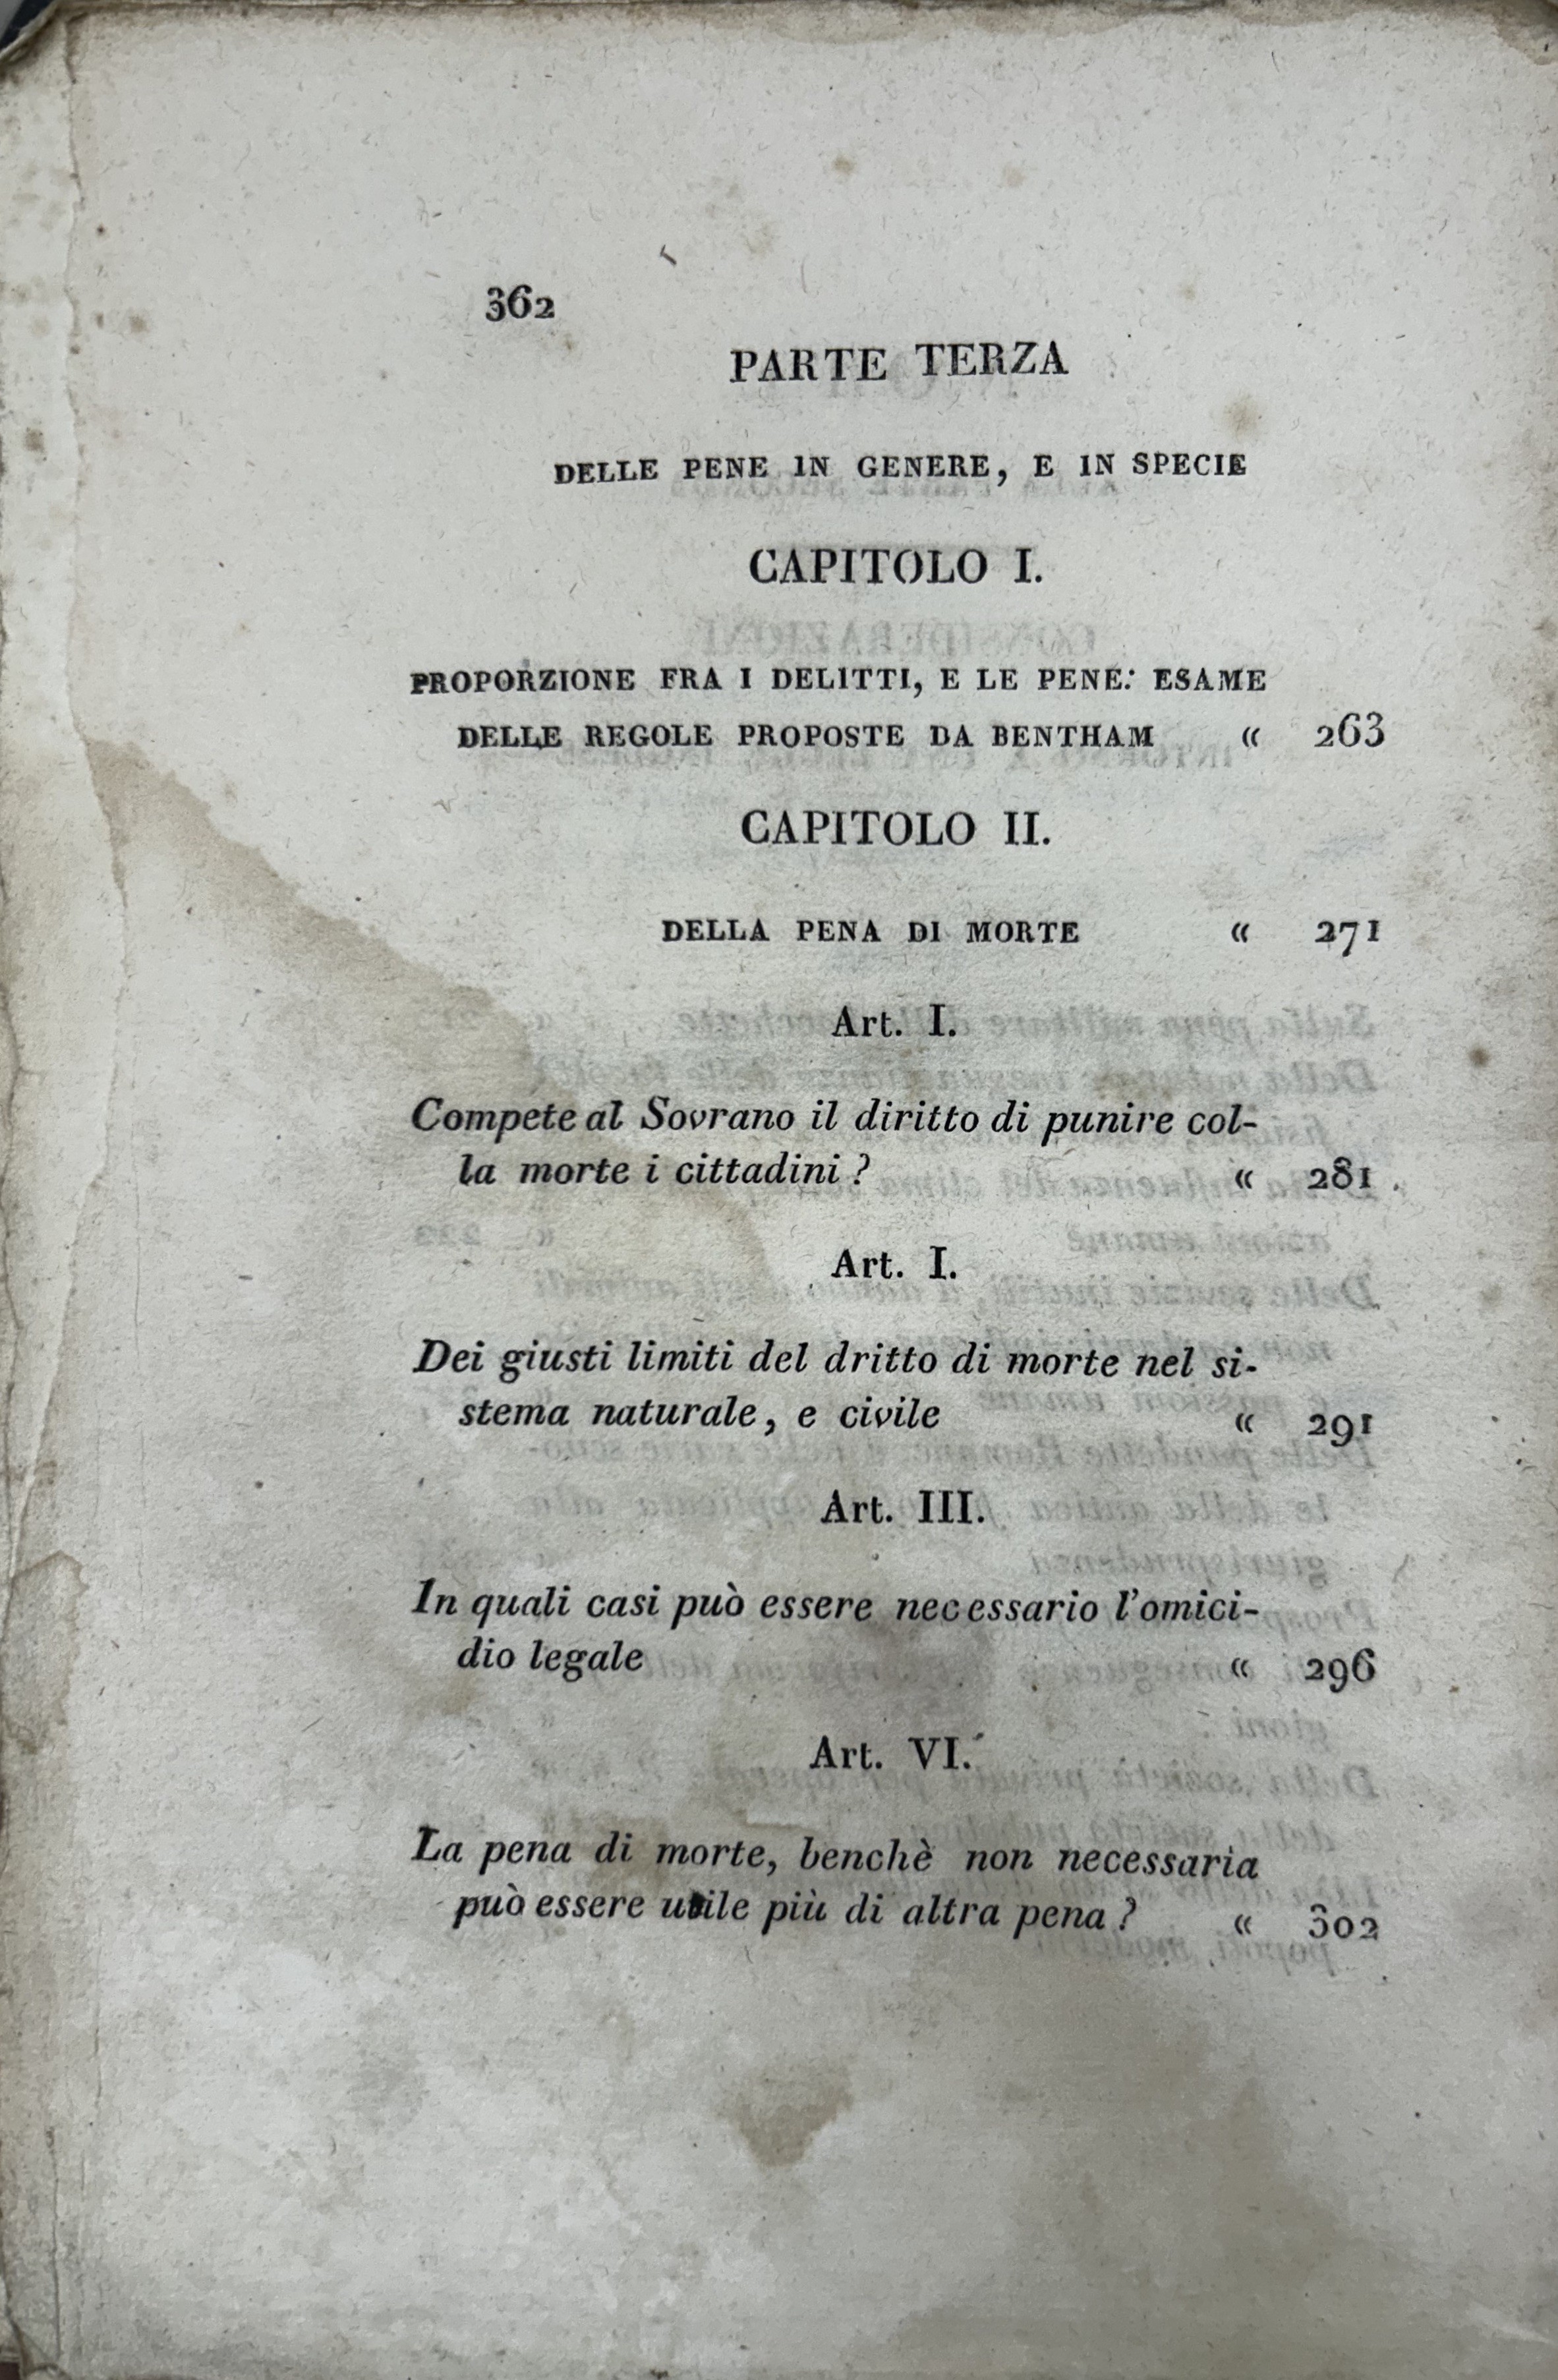 362
PARTE TERZA
DELLE PENE IN GENERE, E IN SPECIE
CAPITOLO I.
PROPORZIONE FRA I DELITTI, E LE PENE: ESAME
DELLE REGOLE PROPOSTE DA BENTHAM « 263
CAPITOLO II.
DELLA PENA DI MORTE « 271
Art. I.
Compete al Sovrano il diritto di punire col-
la morte i cittadini ? « 281
Art. I.
Dei giusti limiti del dritto di morte nel si-
stema naturale, e civile « 291
Art. III.
In quali casi può essere necessario l'omici-
dio legale « 296
Art. VI.
La pena di morte, benchè non necessaria
può essere utile più di altra pena ? « 302